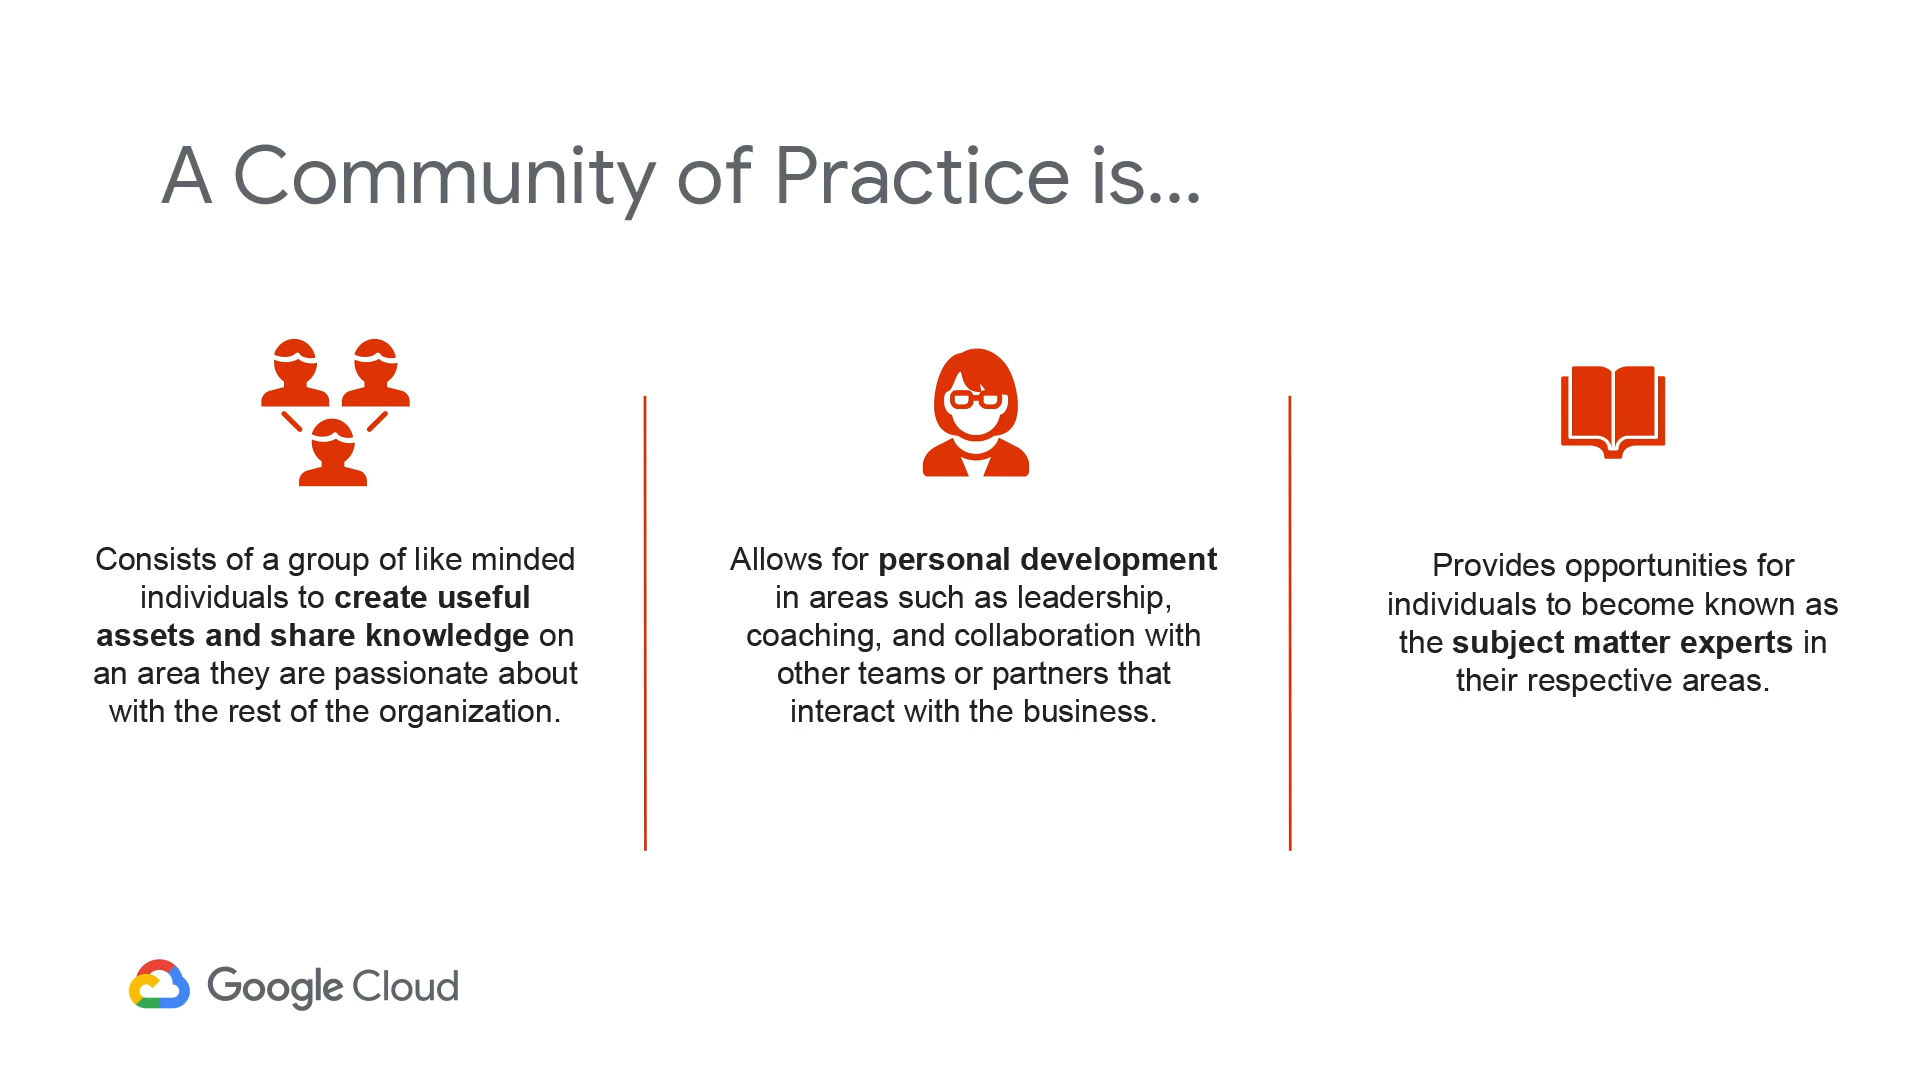 A Community of Practice is...
Consists of a group of like minded
individuals to create useful
assets and share knowledge on
an area they are passionate about
with the rest of the organization.
Allows for personal development
in areas such as leadership,
coaching, and collaboration with
other teams or partners that
interact with the business.
Provides opportunities for
individuals to become known as
the subject matter experts in
their respective areas.
Google Cloud